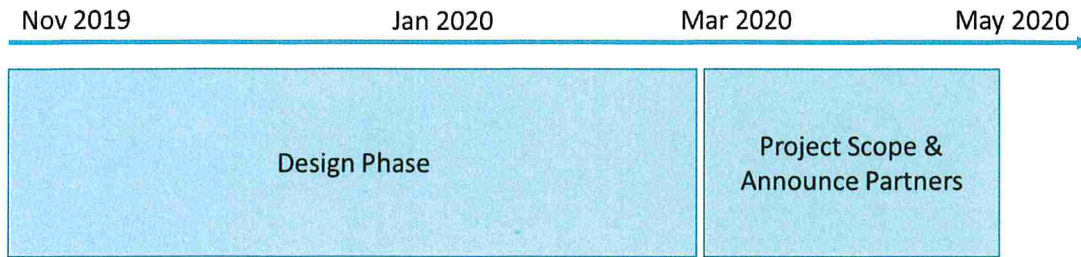 Nov 2019 Jan 2020 Mar 2020 May 2020
Design Phase
Project Scope &
Announce Partners